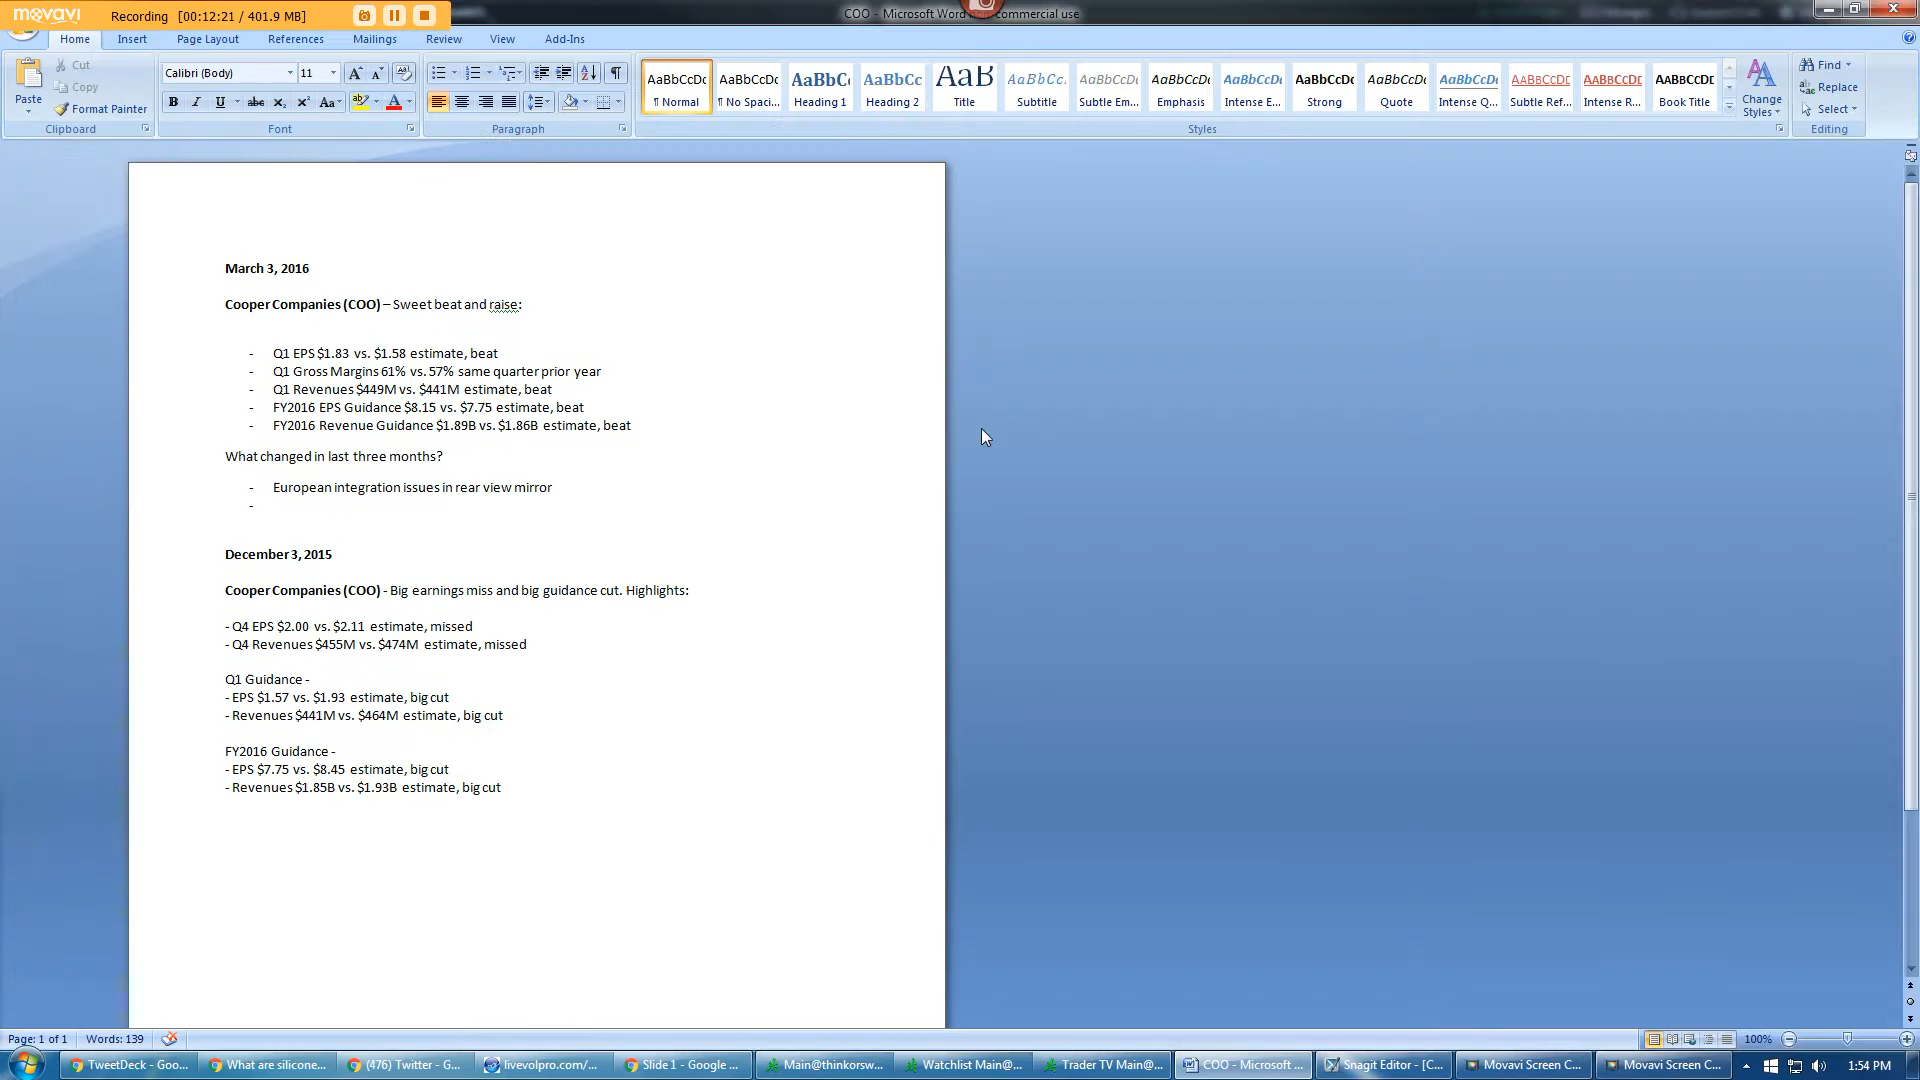 movavi Recording [00:12:21 / 401.9 MB]
COO - Microsoft Word commercial use
Home Insert Page Layout References Mailings Review View Add-Ins
Paste
Cut
Copy
Format Painter
Clipboard
Calibri (Body) 11
Font
Paragraph
AaBbCcDc AaBbCcDc AaBbC AaBbCc AaB AaBbCc. AaBbCcDc AaBbCcDc AaBbCcDc AaBbCcDc AaBbCcDc AaBbCcDc AABBCCDC AABBCCDC AABBCCDC
¶ Normal ¶ No Spaci... Heading 1 Heading 2 Title Subtitle Subtle Em... Emphasis Intense E... Strong Quote Intense Q... Subtle Ref... Intense R... Book Title
Styles
Change Styles
Find
Replace
Select
Editing
March 3, 2016
Cooper Companies (COO) – Sweet beat and raise:
- Q1 EPS $1.83 vs. $1.58 estimate, beat
- Q1 Gross Margins 61% vs. 57% same quarter prior year
- Q1 Revenues $449M vs. $441M estimate, beat
- FY2016 EPS Guidance $8.15 vs. $7.75 estimate, beat
- FY2016 Revenue Guidance $1.89B vs. $1.86B estimate, beat
What changed in last three months?
- European integration issues in rear view mirror
-
December 3, 2015
Cooper Companies (COO) - Big earnings miss and big guidance cut. Highlights:
- Q4 EPS $2.00 vs. $2.11 estimate, missed
- Q4 Revenues $455M vs. $474M estimate, missed
Q1 Guidance -
- EPS $1.57 vs. $1.93 estimate, big cut
- Revenues $441M vs. $464M estimate, big cut
FY2016 Guidance -
- EPS $7.75 vs. $8.45 estimate, big cut
- Revenues $1.85B vs. $1.93B estimate, big cut
Page: 1 of 1 Words: 139 100%
TweetDeck - Goo... What are silicone... (476) Twitter - G... livevolpro.com/... Slide 1 - Google ... Main@thinkorsw... Watchlist Main@... Trader TV Main@... COO - Microsoft ... Snagit Editor - [C... Movavi Screen C... Movavi Screen C... 1:54 PM